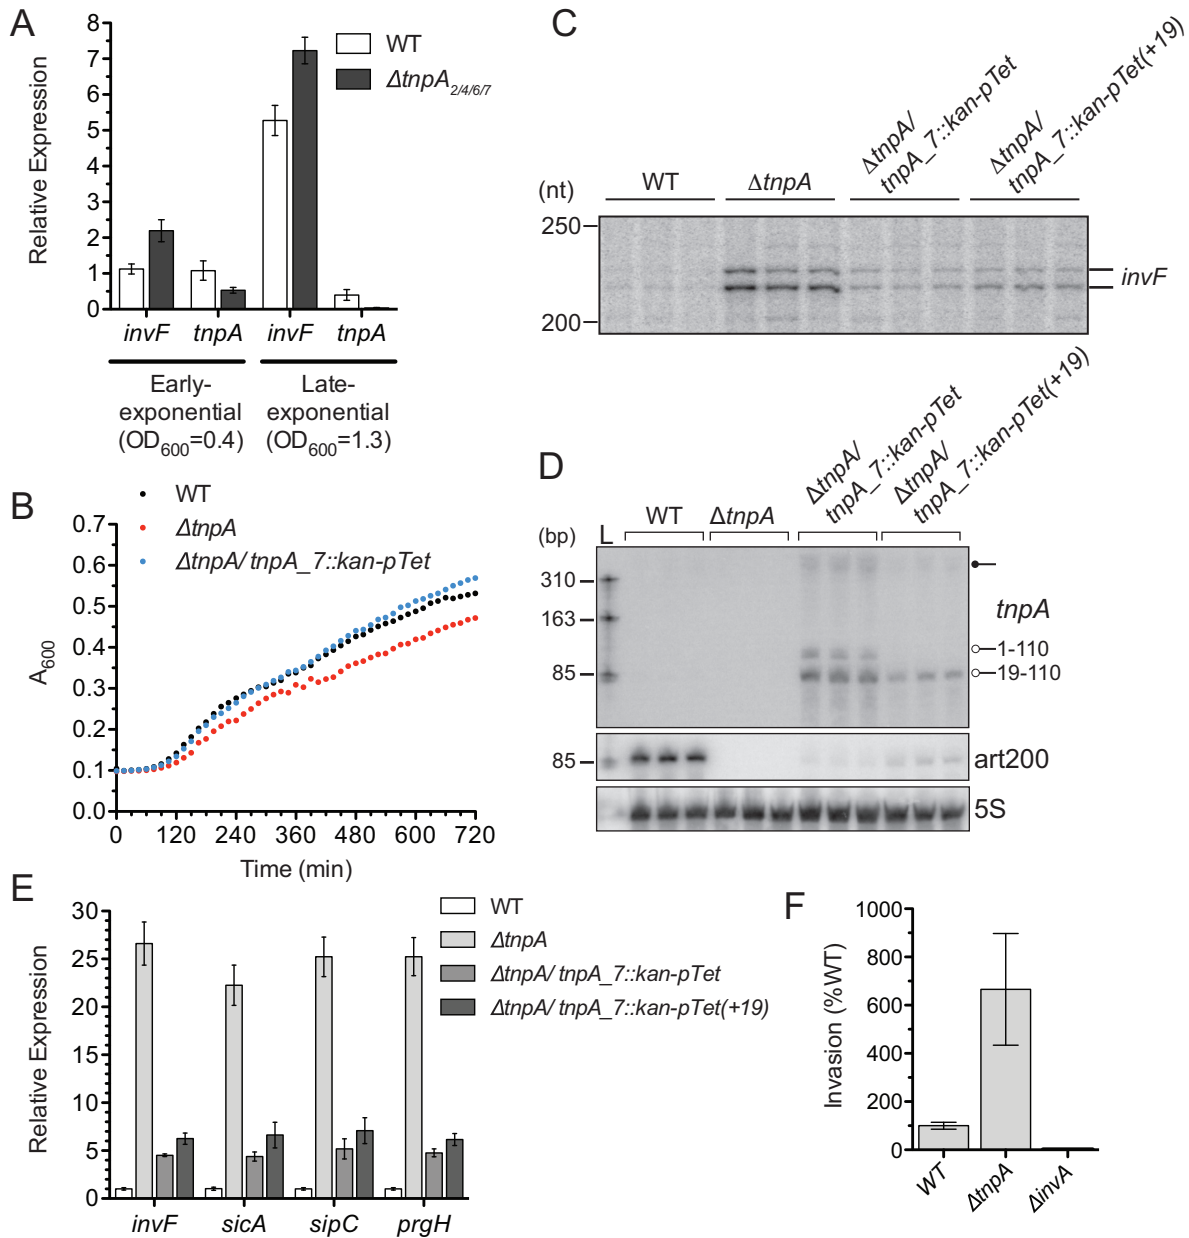 A
Relative Expression
8
7
6
5
4
3
2
1
0
WT
ΔtnpA2/4/6/7
invF tnpA invF tnpA
Early-exponential (OD600=0.4)
Late-exponential (OD600=1.3)
B
WT
ΔtnpA
ΔtnpA/ tnpA_7::kan-pTet
A600
0.7
0.6
0.5
0.4
0.3
0.2
0.1
0.0
0 120 240 360 480 600 720
Time (min)
C
(nt)
WT
ΔtnpA
ΔtnpA/ tnpA_7::kan-pTet
ΔtnpA/ tnpA_7::kan-pTet(+19)
250
200
invF
D
(bp)
L
WT
ΔtnpA
ΔtnpA/ tnpA_7::kan-pTet
ΔtnpA/ tnpA_7::kan-pTet(+19)
310
163
85
tnpA
1-110
19-110
85
art200
5S
E
Relative Expression
30
25
20
15
10
5
0
WT
ΔtnpA
ΔtnpA/ tnpA_7::kan-pTet
ΔtnpA/ tnpA_7::kan-pTet(+19)
invF sicA sipC prgH
F
Invasion (%WT)
1000
800
600
400
200
0
WT
ΔtnpA
ΔinvA